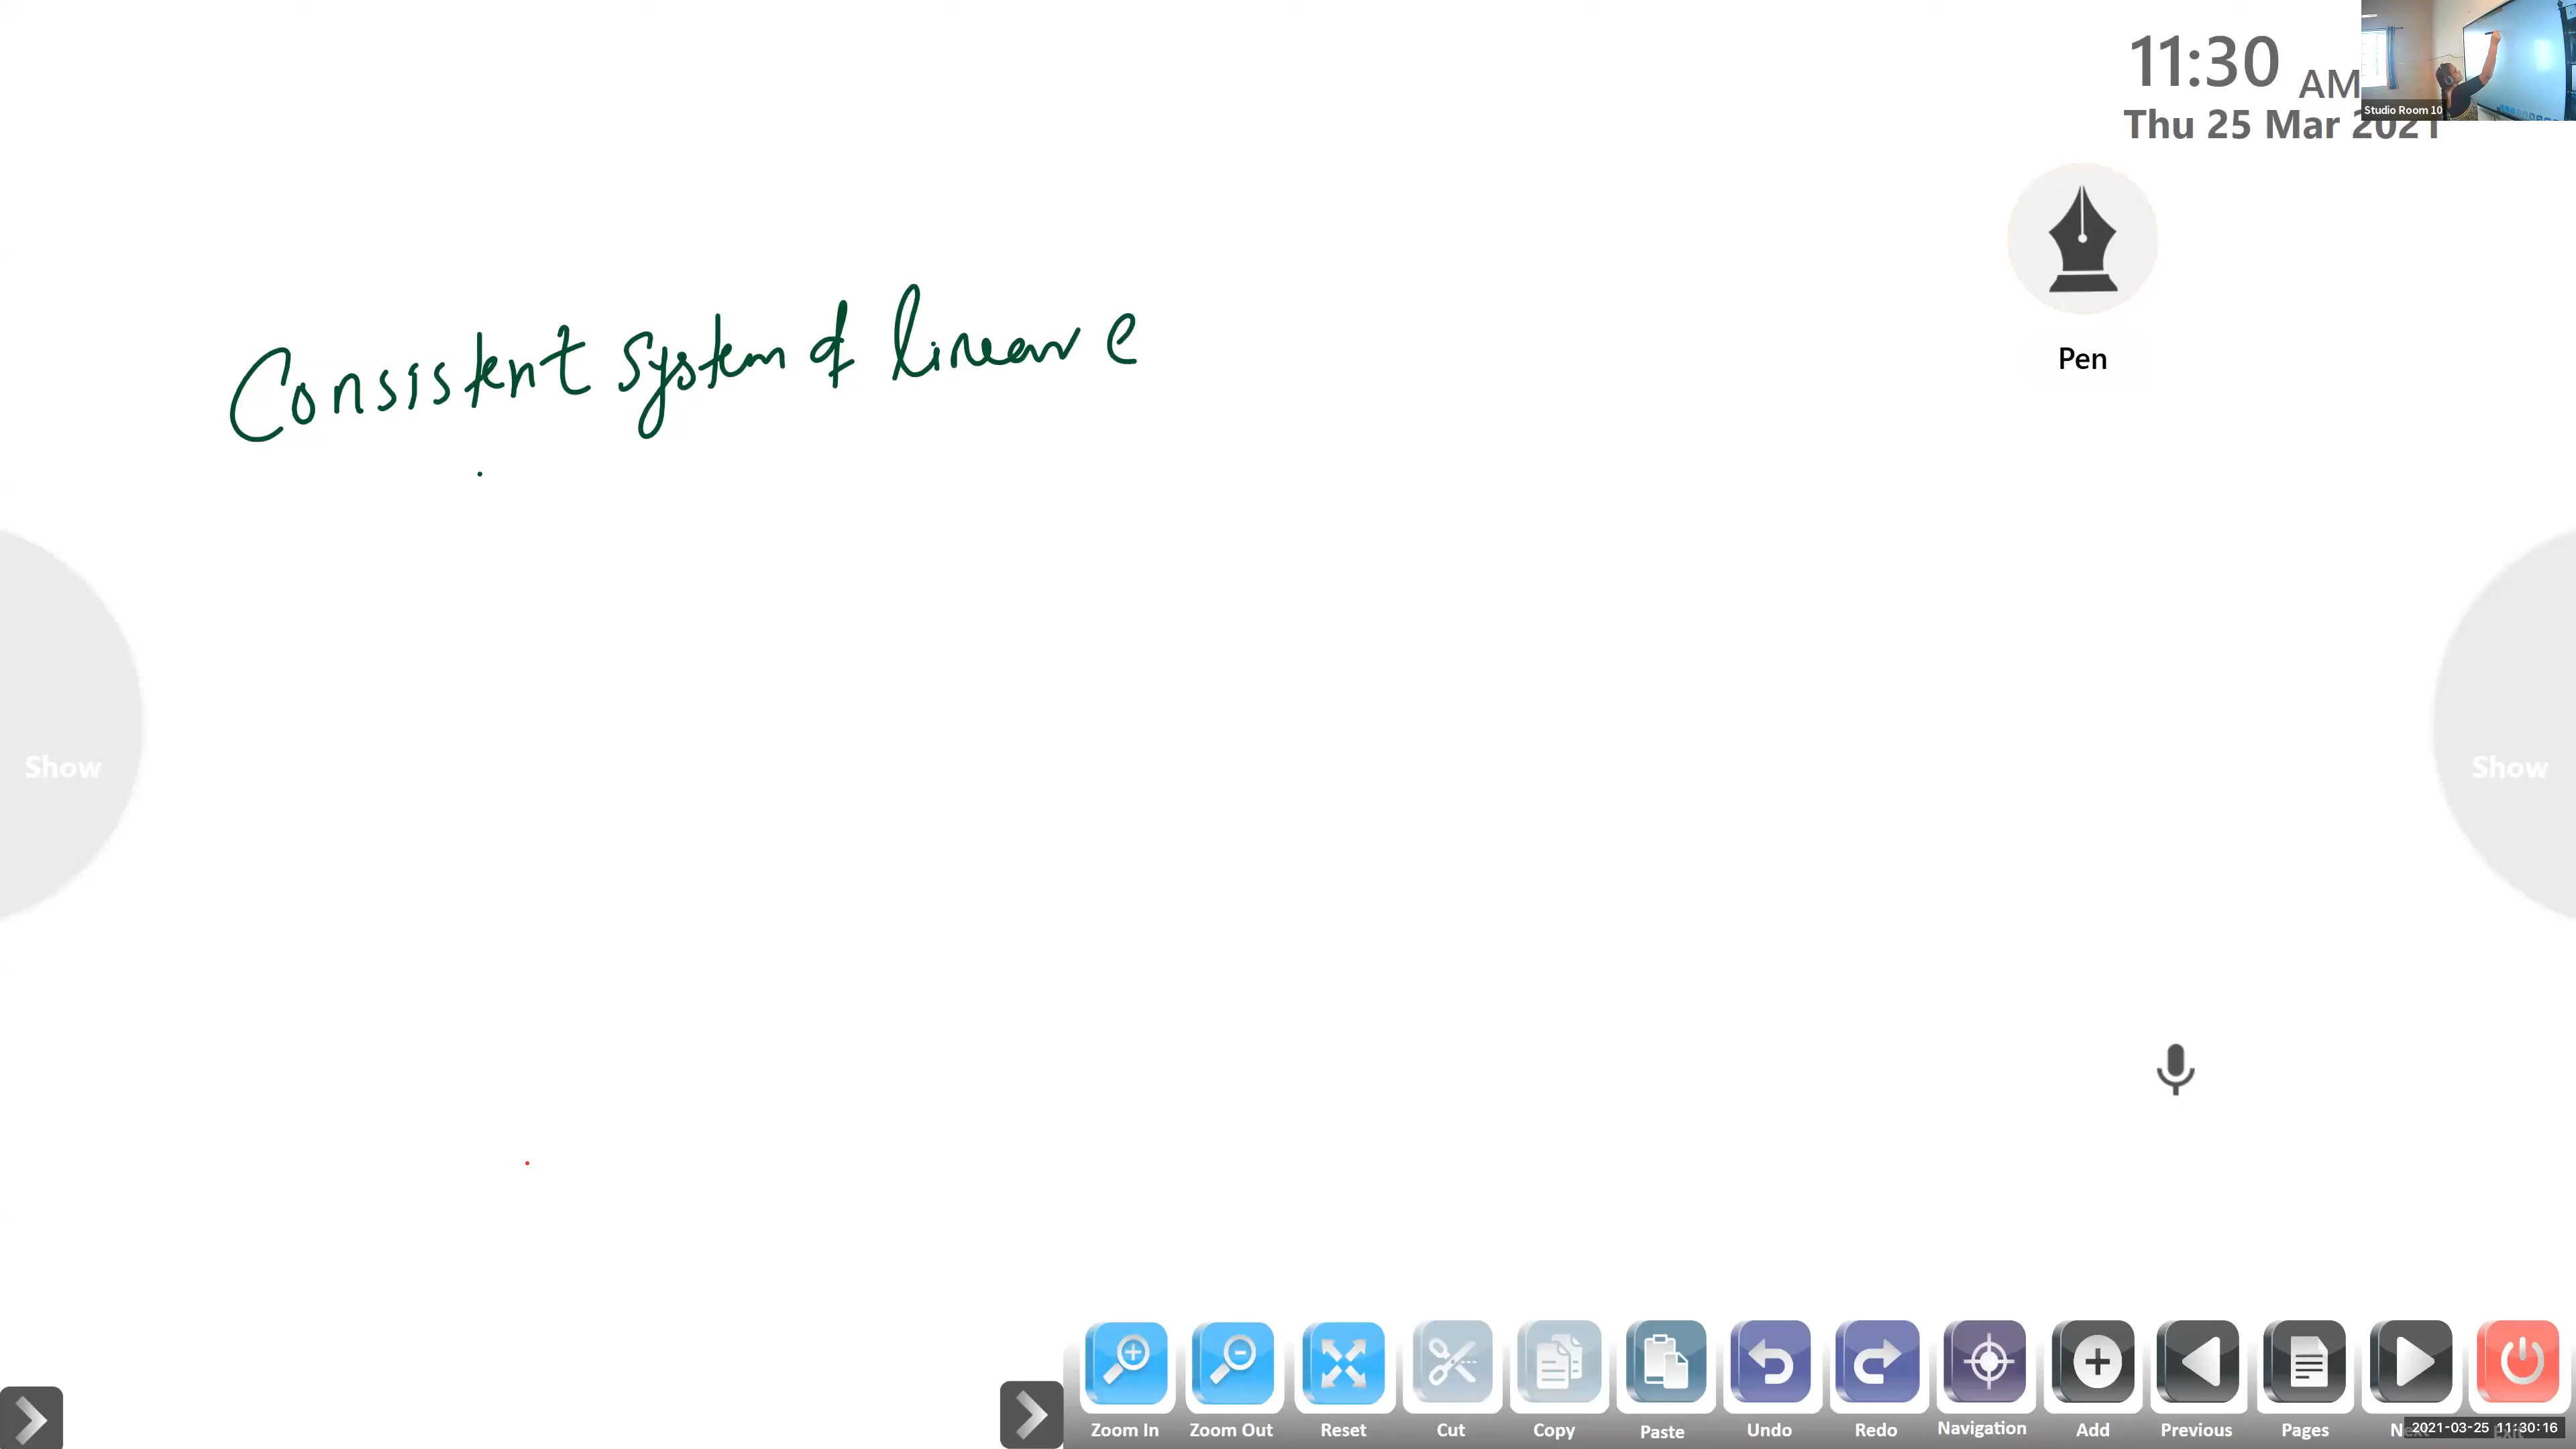 11:30 AM
Studio Room 10
Thu 25 Mar 2021
Pen
Consistent system of linear e
Show
Show
Zoom In
Zoom Out
Reset
Cut
Copy
Paste
Undo
Redo
Navigation
Add
Previous
Pages
2021-03-25 11:30:16